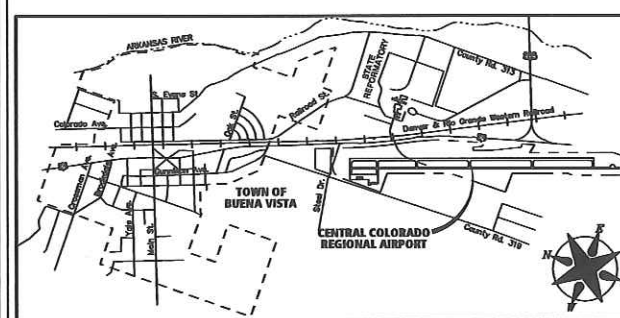 ARKANSAS RIVER
County Rd. 313
STATE
REFORMATORY
S. Evans St.
Railroad St.
Oak St.
Colorado Ave.
Denver & Rio Grande Western Railroad
Gunnison Ave.
Crossman Ave.
Brookdale Ave.
TOWN OF
BUENA VISTA
Steel Dr.
Yale Ave.
Main St.
CENTRAL COLORADO
REGIONAL AIRPORT
County Rd. 319
N
E
S
W